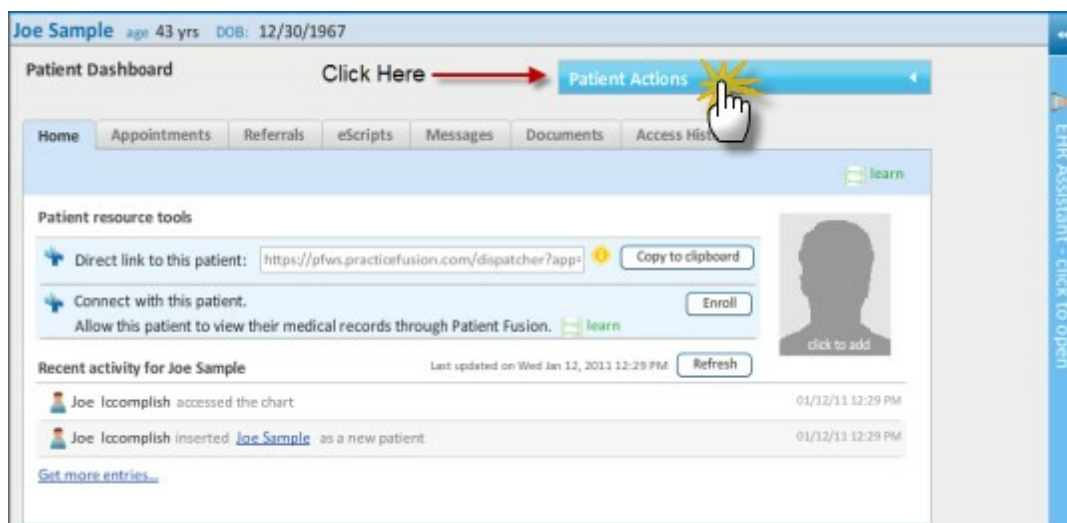 Joe Sample age 43 yrs DOB: 12/30/1967
Patient Dashboard
Click Here
Patient Actions
Home Appointments Referrals eScripts Messages Documents Access Hist
learn
Patient resource tools
Direct link to this patient: https://pfws.practicefusion.com/dispatcher?app= Copy to clipboard
Connect with this patient. Enroll
Allow this patient to view their medical records through Patient Fusion. learn
click to add
Recent activity for Joe Sample Last updated on Wed Jan 12, 2011 12:29 PM Refresh
Joe Iccomplish accessed the chart 01/12/11 12:29 PM
Joe Iccomplish inserted Joe Sample as a new patient 01/12/11 12:29 PM
Get more entries...
EHR Assistant - click to open